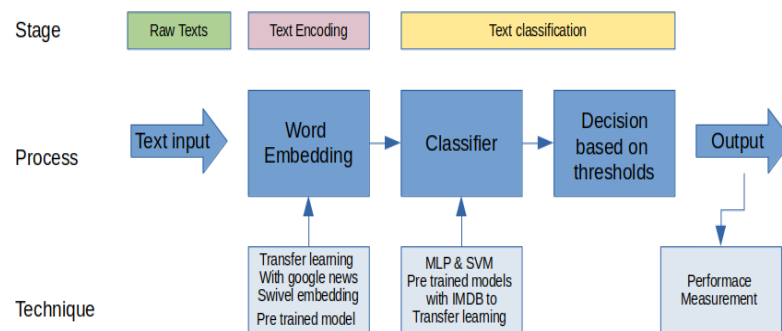 Stage
Raw Texts
Text Encoding
Text classification
Process
Text input
Word
Embedding
Classifier
Decision
based on
thresholds
Output
Technique
Transfer learning
With google news
Swivel embedding
Pre trained model
MLP & SVM
Pre trained models
with IMDB to
Transfer learning
Performace
Measurement